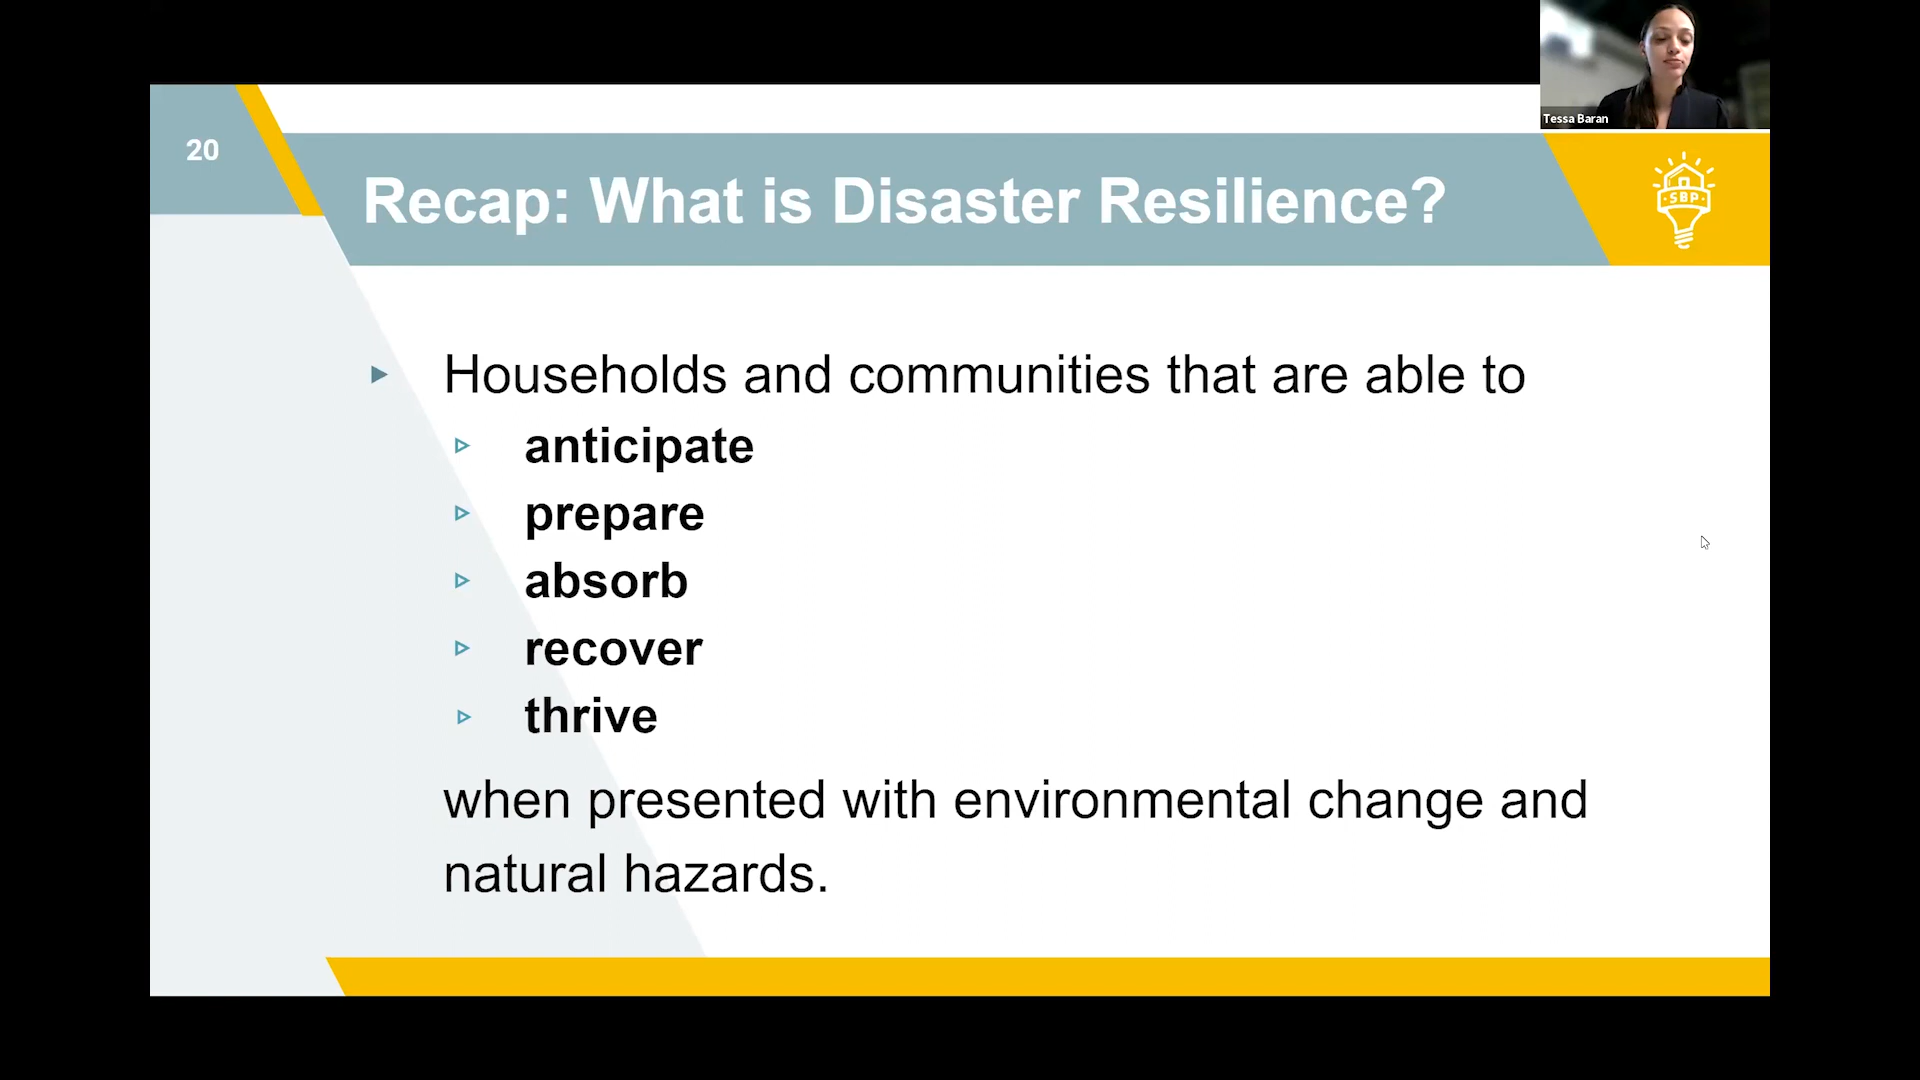 Tessa Baran
20
Recap: What is Disaster Resilience?
SBP
Households and communities that are able to
anticipate
prepare
absorb
recover
thrive
when presented with environmental change and
natural hazards.